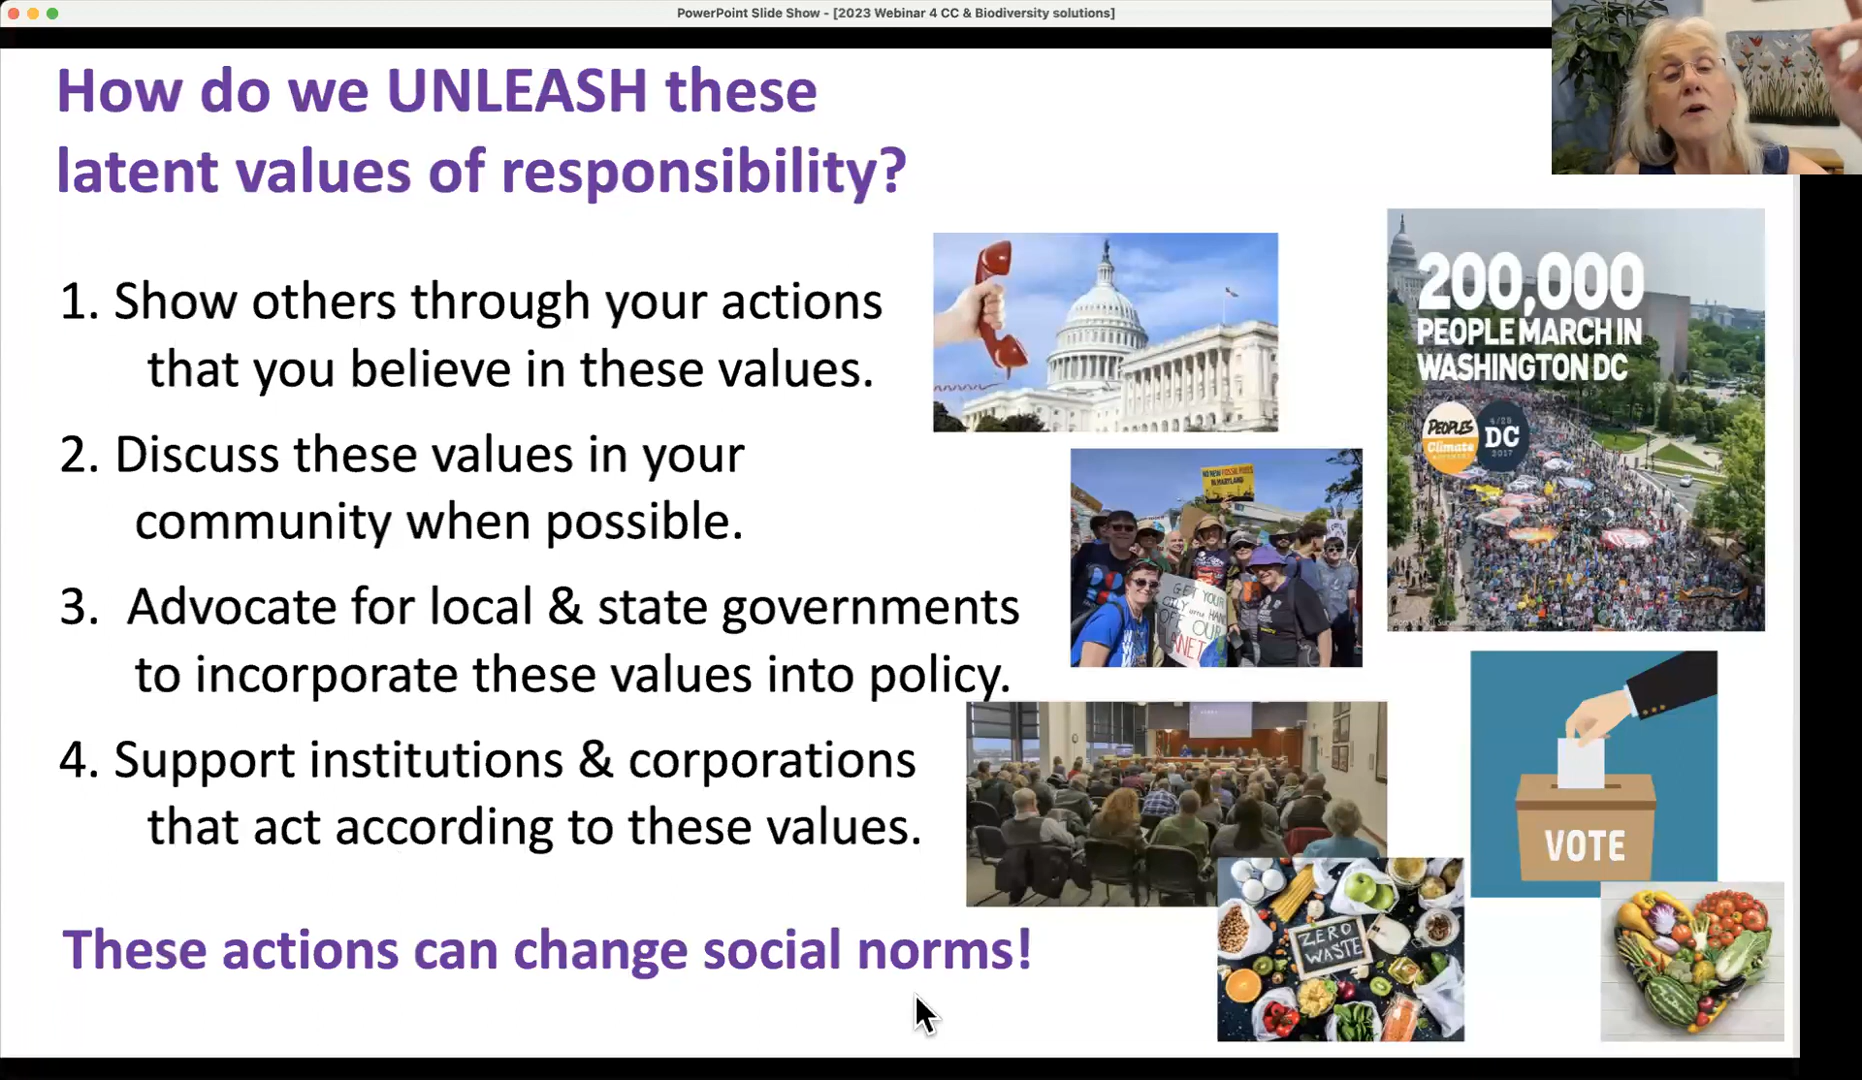 PowerPoint Slide Show - [2023 Webinar 4 CC & Biodiversity solutions]
How do we UNLEASH these
latent values of responsibility?
1. Show others through your actions
that you believe in these values.
2. Discuss these values in your
community when possible.
3. Advocate for local & state governments
to incorporate these values into policy.
4. Support institutions & corporations
that act according to these values.
These actions can change social norms!
200,000
PEOPLE MARCH IN
WASHINGTON DC
PEOPLES
Climate
DC
2017
NO NEW FOSSIL FUELS
IN MARYLAND
GET YOUR
OILY HANDS
OFF OUR
PLANET
VOTE
ZERO
WASTE